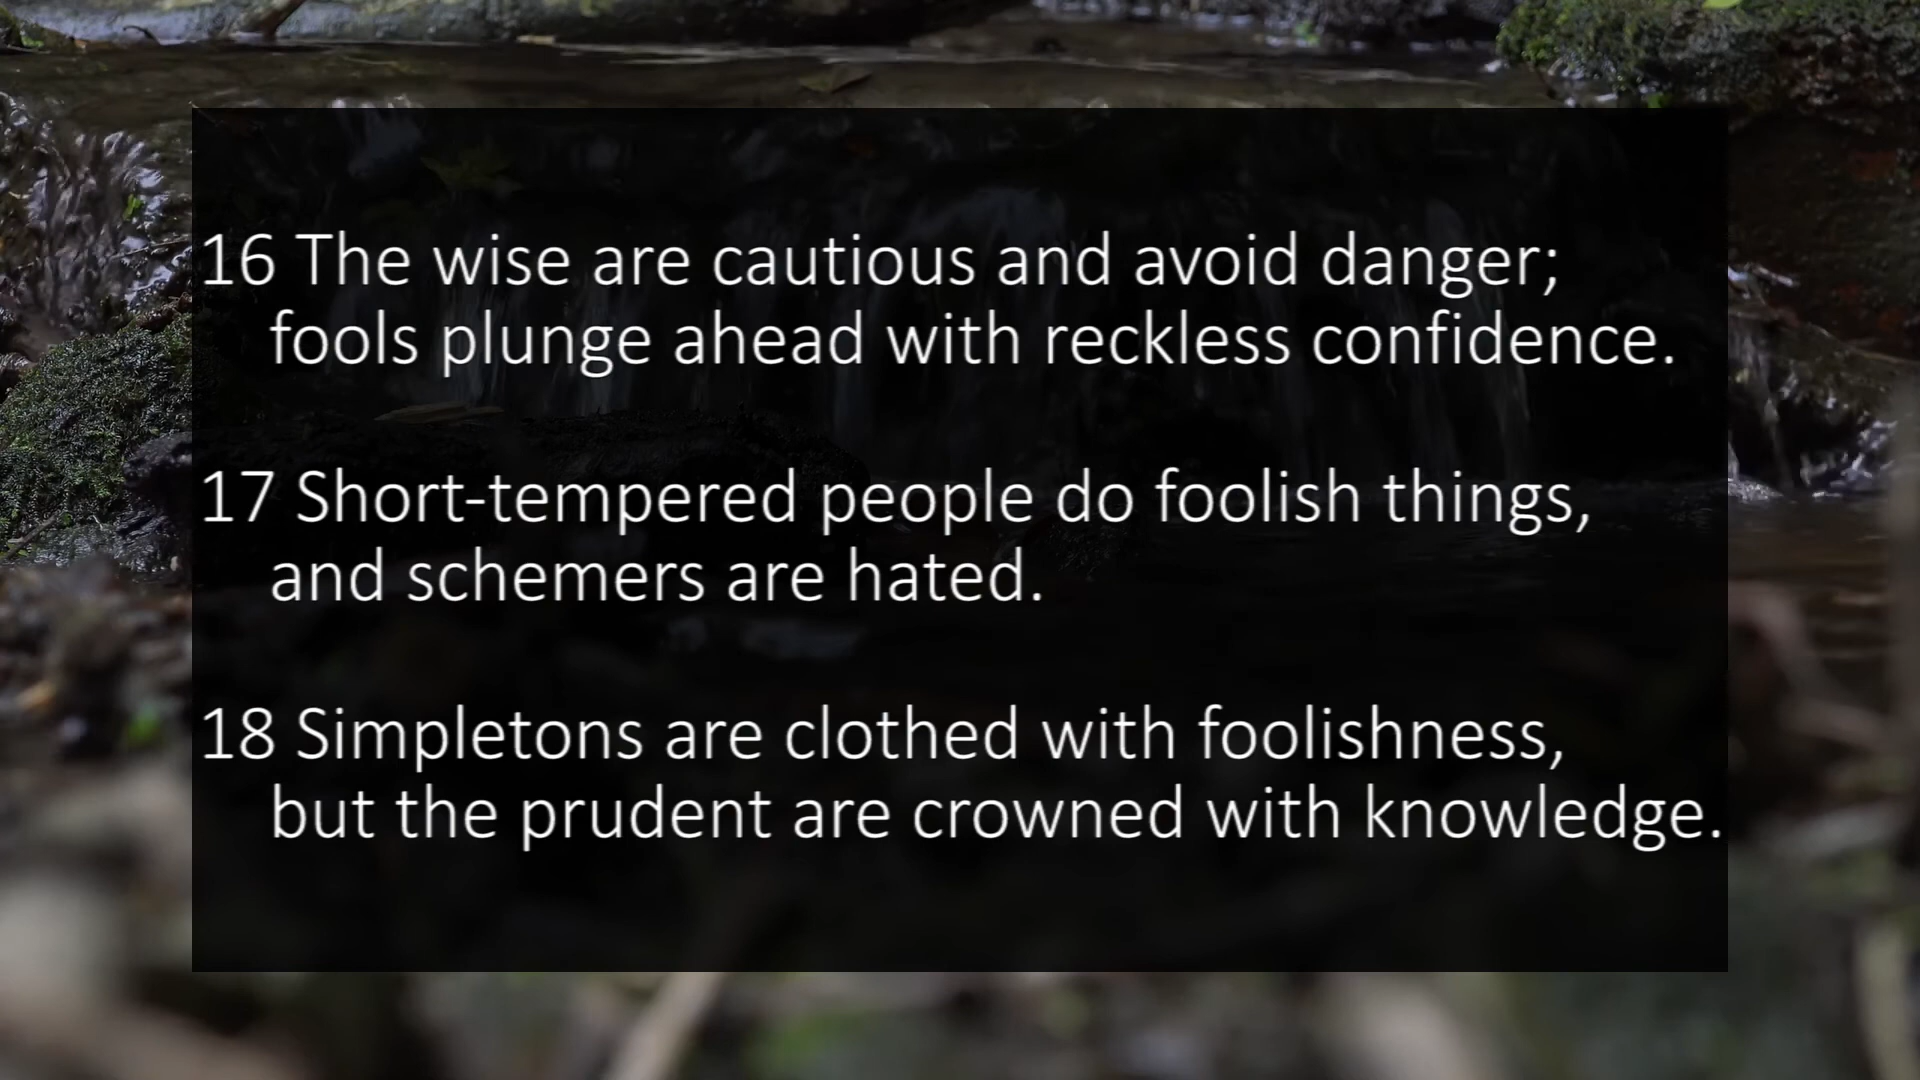 16 The wise are cautious and avoid danger;
fools plunge ahead with reckless confidence.
17 Short-tempered people do foolish things,
and schemers are hated.
18 Simpletons are clothed with foolishness,
but the prudent are crowned with knowledge.